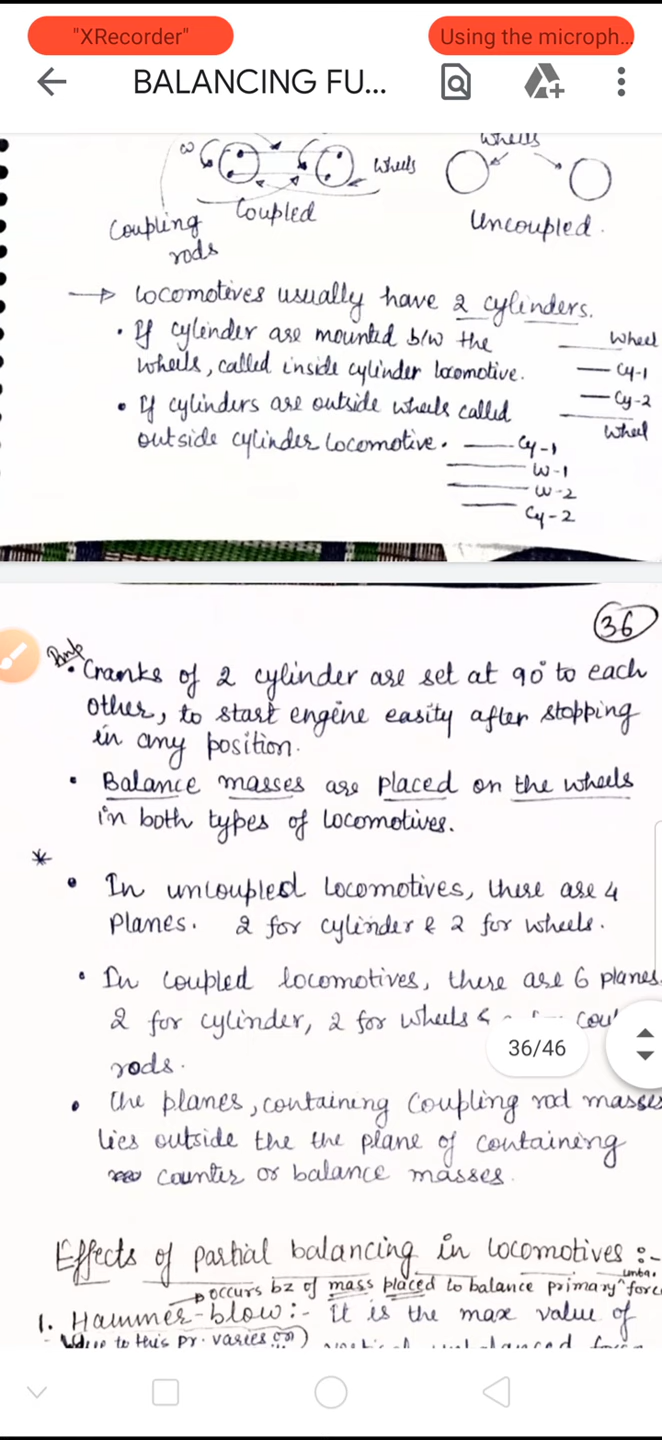 "XRecorder"
Using the microph...
BALANCING FU...
wheels
ω
Wheels
Coupling
rods
Coupled
Uncoupled.
Locomotives usually have 2 cylinders.
• If cylinder are mounted b/w the
wheels, called inside cylinder locomotive.
Wheel
Cy-1
Cy-2
Wheel
• If cylinders are outside wheels called
outside cylinder locomotive.
Cy-1
W-1
W-2
Cy-2
36
• Cranks of 2 cylinder are set at 90° to each
other, to start engine easity after stopping
in any position.
• Balance masses are placed on the wheels
in both types of locomotives.
*
• In uncoupled locomotives, there are 4
planes. 2 for cylinder & 2 for wheels.
• In coupled locomotives, there are 6 planes.
2 for cylinder, 2 for wheels &
rods.
36/46
• The planes, containing Coupling rod masses
lies outside the the plane of containing
counter or balance masses.
Effects of partial balancing in locomotives :-
occurs bz of mass placed to balance primary unba. force
1. Hammer-blow:- it is the max value of
due to this pr. varies